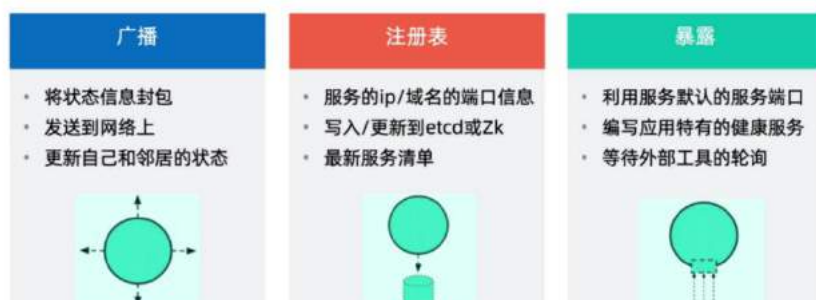 广播
将状态信息封包
发送到网络上
更新自己和邻居的状态
注册表
服务的ip/域名的端口信息
写入/更新到etcd或Zk
最新服务清单
暴露
利用服务默认的服务端口
编写应用特有的健康服务
等待外部工具的轮询